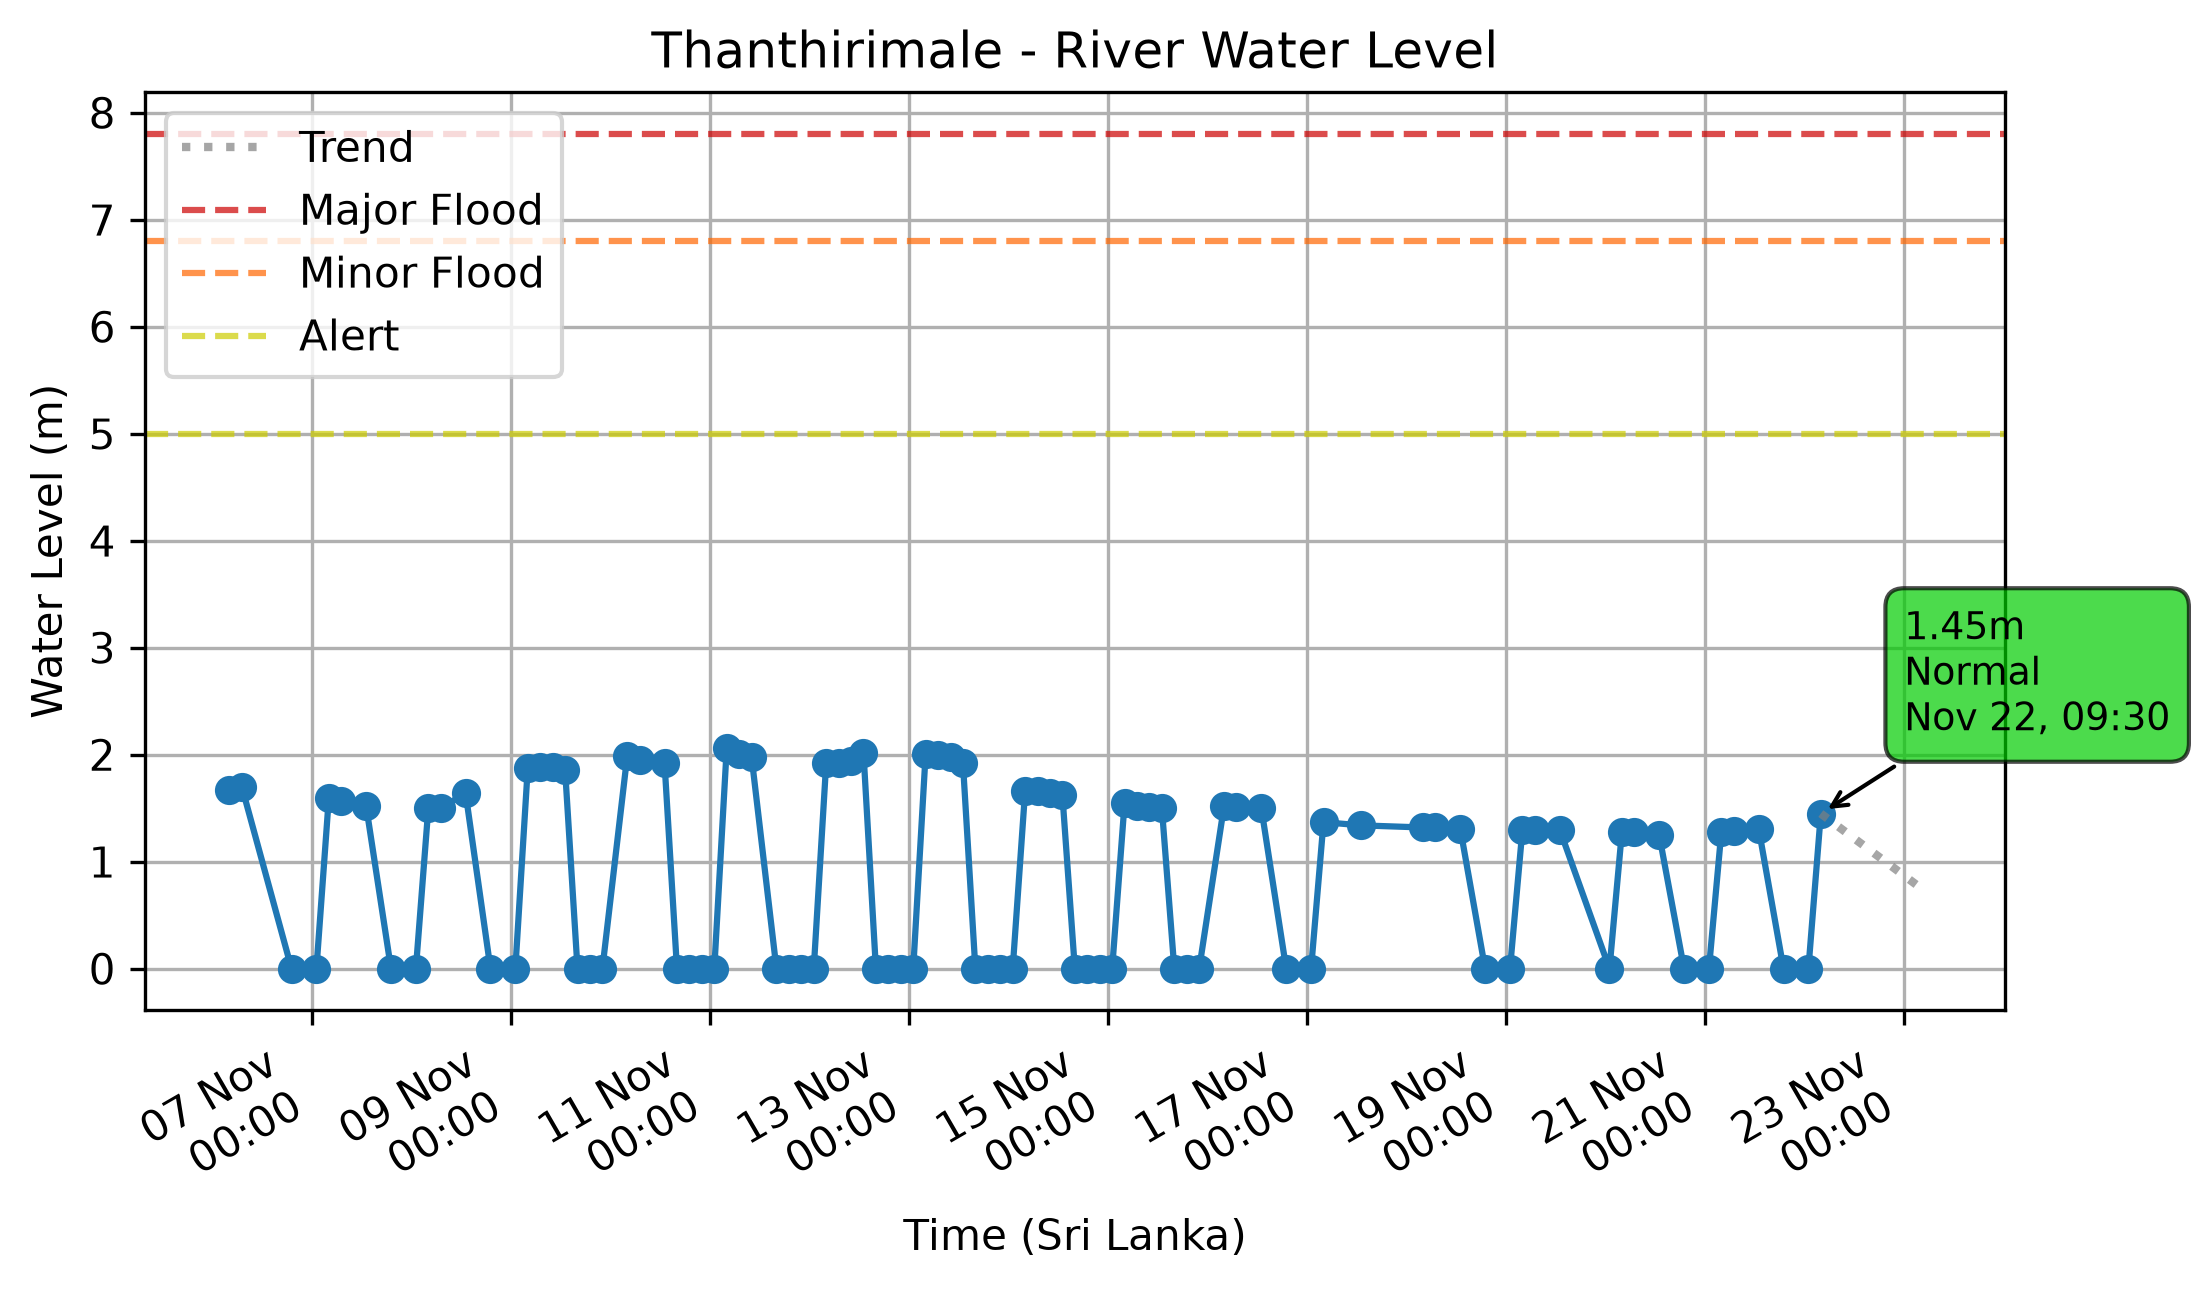 Thanthirimale - River Water Level
8
7
6
5
4
3
2
1
0
Water Level (m)
Trend
Major Flood
Minor Flood
Alert
1.45m
Normal
Nov 22, 09:30
07 Nov
00:00
09 Nov
00:00
11 Nov
00:00
13 Nov
00:00
15 Nov
00:00
17 Nov
00:00
19 Nov
00:00
21 Nov
00:00
23 Nov
00:00
Time (Sri Lanka)